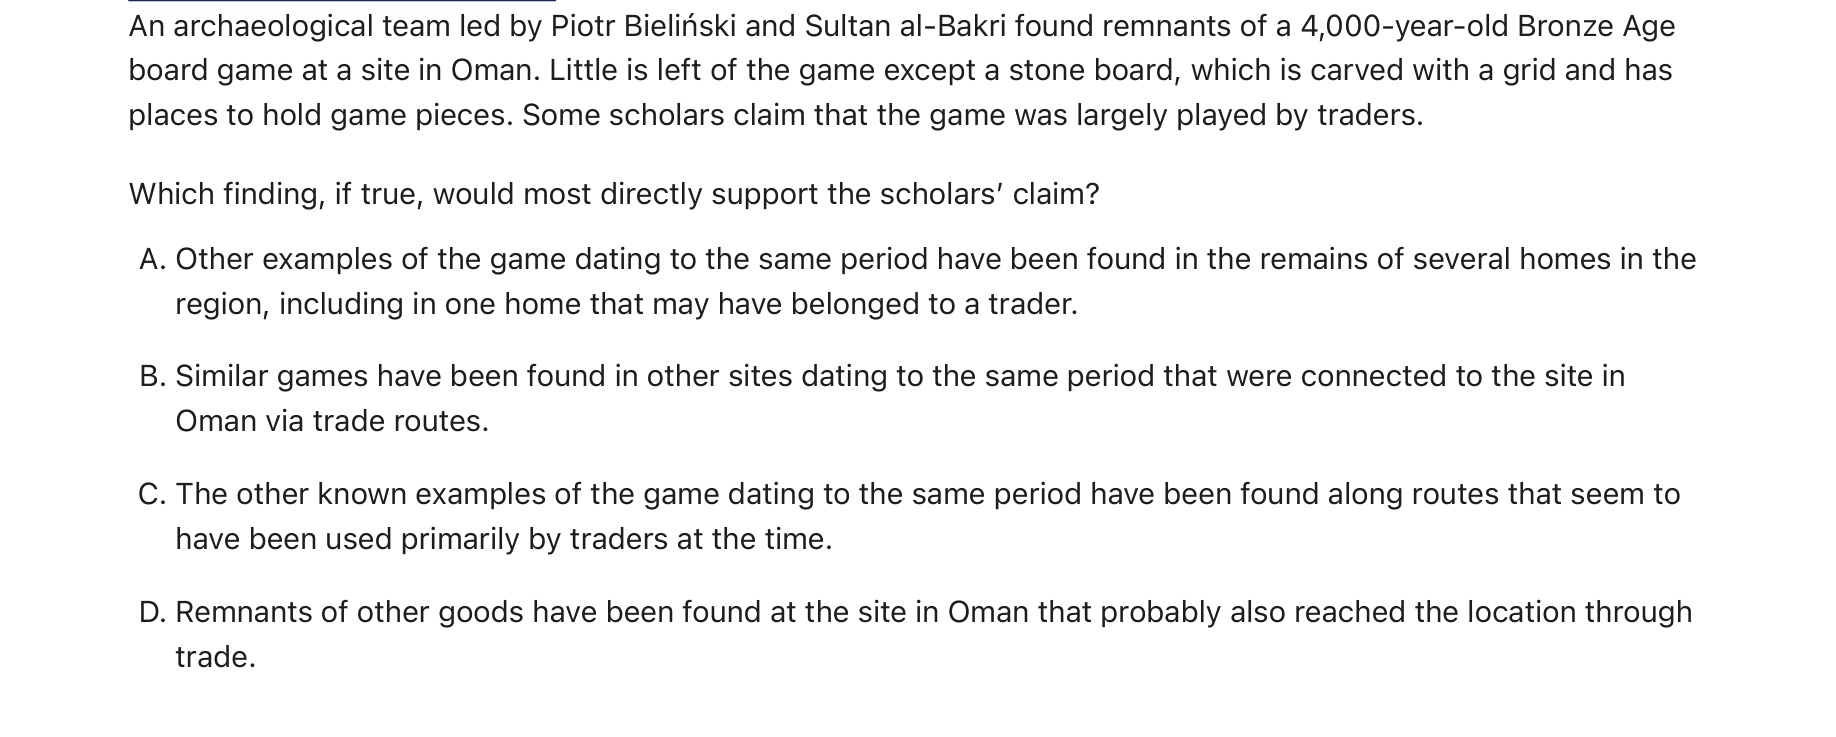 An archaeological team led by Piotr Bieliński and Sultan al-Bakri found remnants of a 4,000-year-old Bronze Age
board game at a site in Oman. Little is left of the game except a stone board, which is carved with a grid and has
places to hold game pieces. Some scholars claim that the game was largely played by traders.
Which finding, if true, would most directly support the scholars’ claim?
A. Other examples of the game dating to the same period have been found in the remains of several homes in the
region, including in one home that may have belonged to a trader.
B. Similar games have been found in other sites dating to the same period that were connected to the site in
Oman via trade routes.
C. The other known examples of the game dating to the same period have been found along routes that seem to
have been used primarily by traders at the time.
D. Remnants of other goods have been found at the site in Oman that probably also reached the location through
trade.